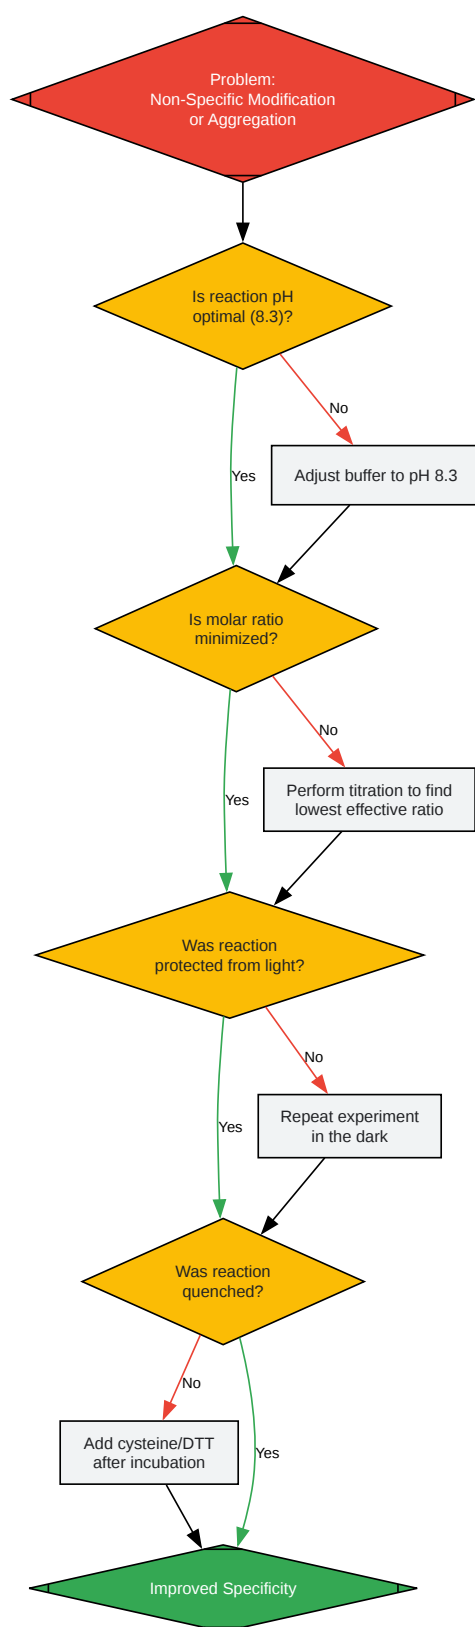 Problem:
Non-Specific Modification
or Aggregation
Is reaction pH
optimal (8.3)?
No
Yes
Adjust buffer to pH 8.3
Is molar ratio
minimized?
No
Yes
Perform titration to find
lowest effective ratio
Was reaction
protected from light?
No
Yes
Repeat experiment
in the dark
Was reaction
quenched?
No
Add cysteine/DTT
after incubation
Yes
Improved Specificity